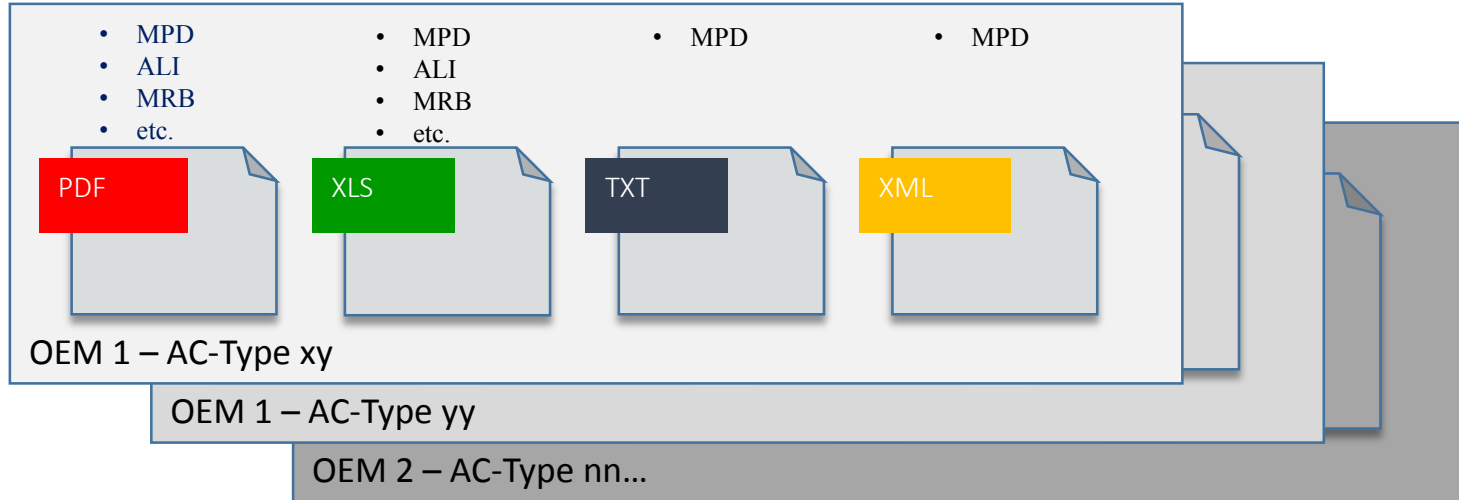 • MPD
• ALI
• MRB
• etc.
• MPD
• ALI
• MRB
• etc.
• MPD
• MPD
PDF
XLS
TXT
XML
OEM 1 – AC-Type xy
OEM 1 – AC-Type yy
OEM 2 – AC-Type nn...